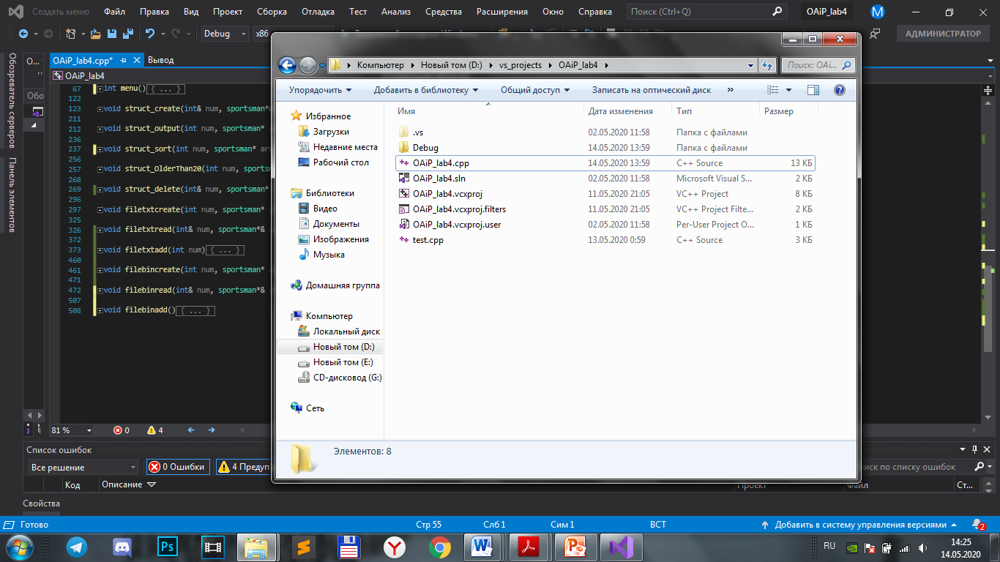 Создать меню Файл Правка Вид Проект Сборка Отладка Тест Анализ Средства Расширения Окно Справка Поиск (Ctrl+Q) OAiP_lab4 M
Debug x86 АДМИНИСТРАТОР
Обозреватель серверов
Панель элементов
O...
Обо
OAiP_lab4.cpp* Вывод
OAiP_lab4
67 int menu(){ ... }
122
123 void struct_create(int& num, sportsman*
211
212 void struct_output(int num, sportsman*
236
237 void struct_sort(int num, sportsman* ar
256
257 void struct_OlderThan20(int num, sports
268
269 void struct_delete(int& num, sportsman*
296
297 void filetxtcreate(int num, sportsman*
325
326 void filetxtread(int& num, sportsman*&
372
373 void filetxtadd(int num){ ... }
460
461 void filebincreate(int num, sportsman*
471
472 void filebinread(int& num, sportsman*&
507
508 void filebinadd(){ ... }
81 % 0 4
Компьютер Новый том (D:) vs_projects OAiP_lab4 Поиск: OAi...
Упорядочить Добавить в библиотеку Общий доступ Записать на оптический диск »
Избранное
Загрузки
Недавние места
Рабочий стол
Библиотеки
Видео
Документы
Изображения
Музыка
Домашняя группа
Компьютер
Локальный диск
Новый том (D:)
Новый том (E:)
CD-дисковод (G:)
Сеть
Имя Дата изменения Тип Размер
.vs 02.05.2020 11:58 Папка с файлами
Debug 14.05.2020 13:59 Папка с файлами
OAiP_lab4.cpp 14.05.2020 13:59 C++ Source 13 КБ
OAiP_lab4.sln 02.05.2020 11:58 Microsoft Visual S... 2 КБ
OAiP_lab4.vcxproj 11.05.2020 21:05 VC++ Project 8 КБ
OAiP_lab4.vcxproj.filters 11.05.2020 21:05 VC++ Project Filte... 2 КБ
OAiP_lab4.vcxproj.user 02.05.2020 11:58 Per-User Project O... 1 КБ
test.cpp 13.05.2020 0:59 C++ Source 3 КБ
Элементов: 8
Список ошибок
Все решение 0 Ошибки 4 Предуп иск по списку ошибок
Код Описание Проект Файл Ст...
Свойства
Готово Стр 55 Слб 1 Сим 1 ВСТ Добавить в систему управления версиями 2
Ps S W RU 14:25
14.05.2020